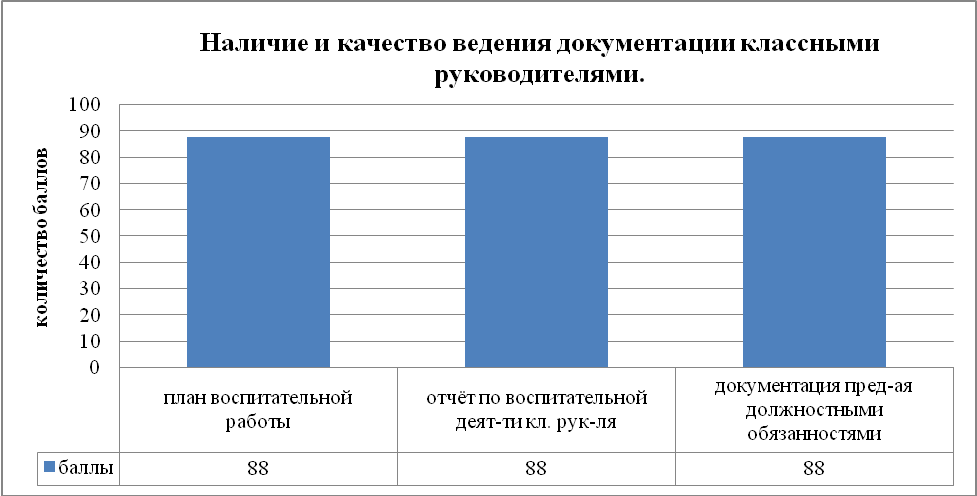 Наличие и качество ведения документации классными
руководителями.
количество баллов
100
90
80
70
60
50
40
30
20
10
0
план воспитательной
работы
отчёт по воспитательной
деят-ти кл. рук-ля
документация пред-ая
должностными
обязанностями
баллы 88 88 88